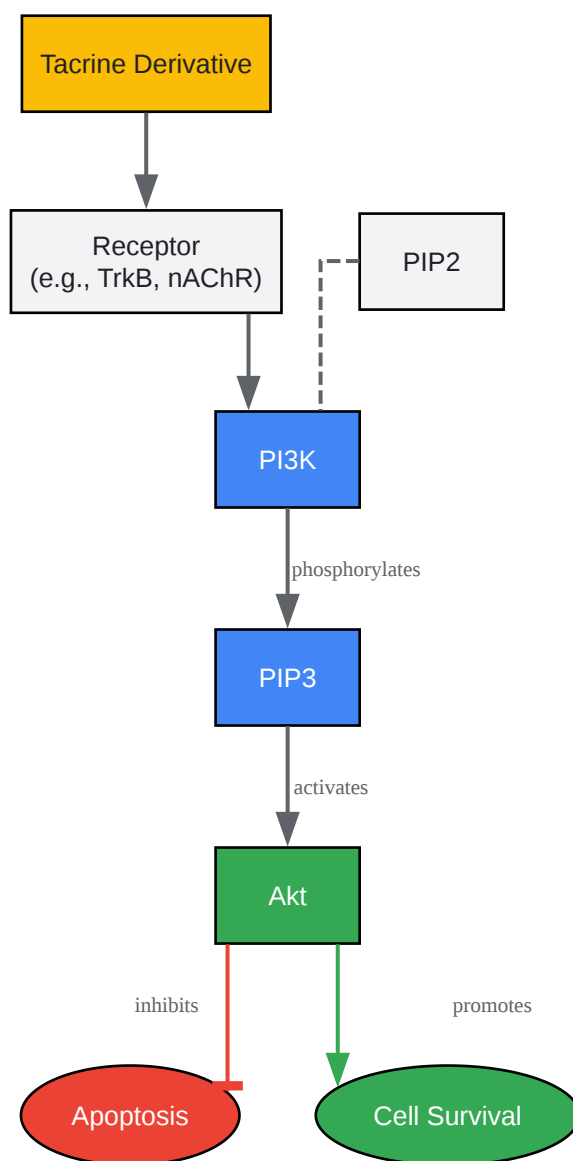 Tacrine Derivative
Receptor
(e.g., TrkB, nAChR)
PIP2
PI3K
phosphorylates
PIP3
activates
Akt
inhibits
promotes
Apoptosis
Cell Survival